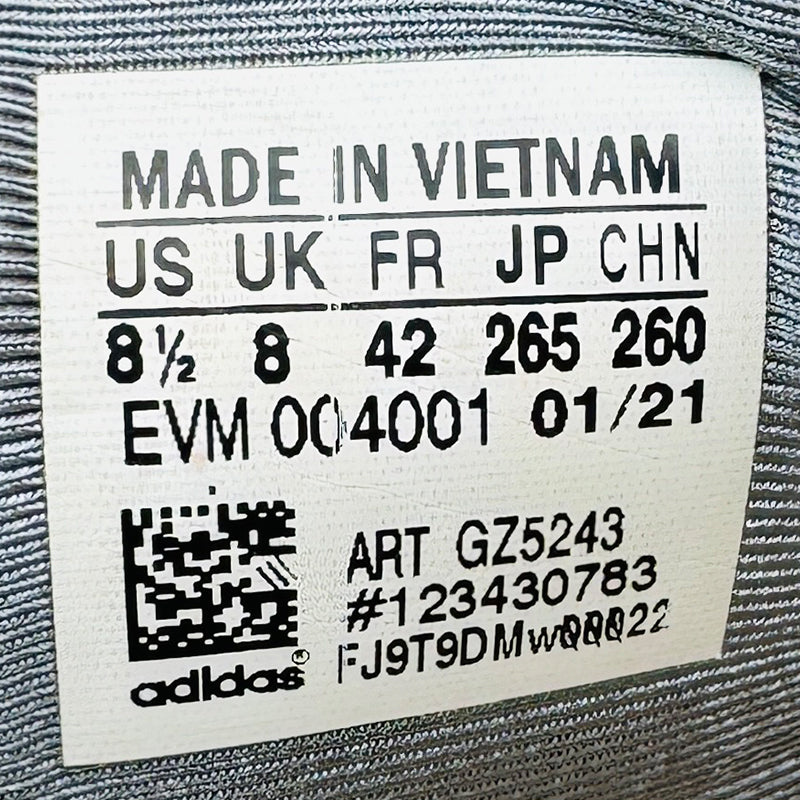 MADE IN VIETNAM
US UK FR JP CHN
8½ 8 42 265 260
EVM 004001 01/21
ART GZ5243
#123430783
adidas®